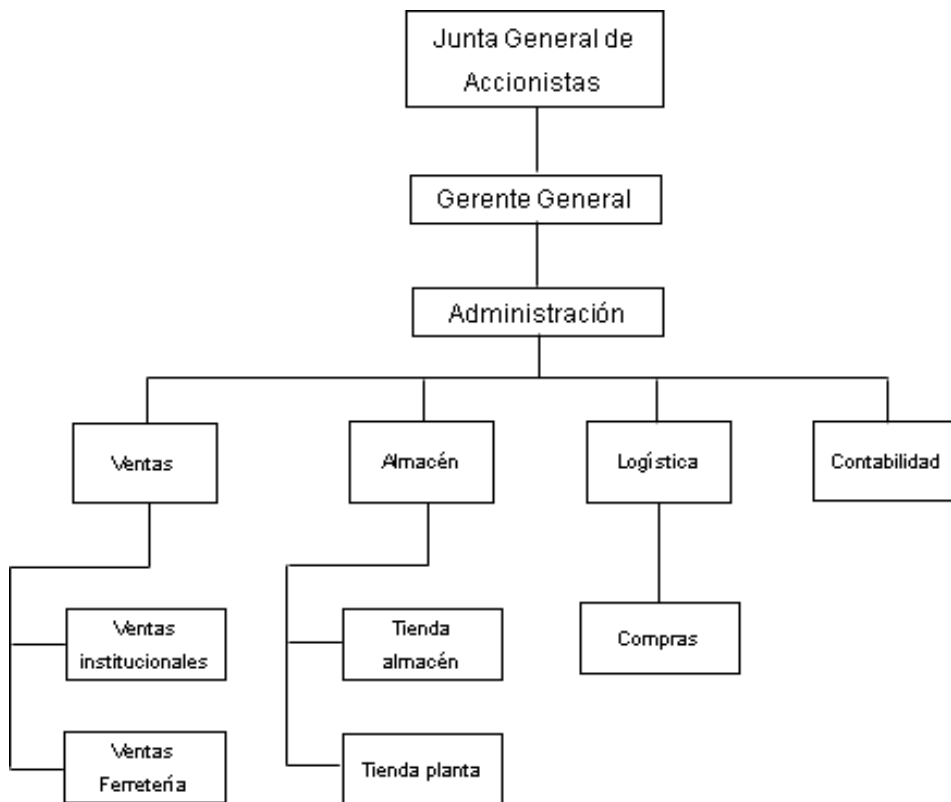 Junta General de
Accionistas
Gerente General
Administración
Ventas
Almacén
Logística
Contabilidad
Ventas
institucionales
Tienda
almacén
Compras
Ventas
Ferretería
Tienda planta